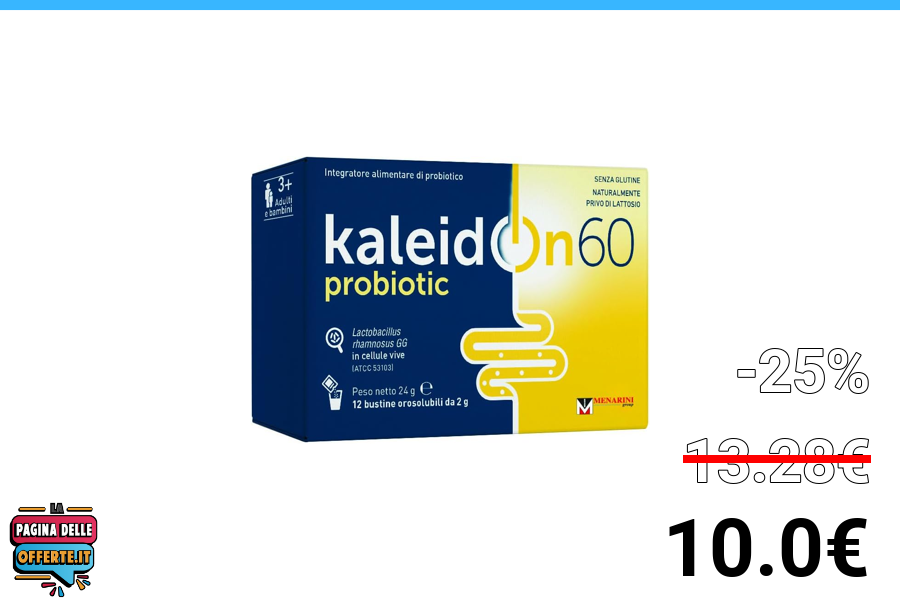 3+
Adulti
e bambini
Integratore alimentare di probiotico
SENZA GLUTINE
NATURALMENTE
PRIVO DI LATTOSIO
kaleidOn60
probiotic
Lactobacillus
rhamnosus GG
in cellule vive
(ATCC 53103)
Peso netto 24 g ℮
12 bustine orosolubili da 2 g
MENARINI
group
-25%
13.28€
10.0€
LA
PAGINA DELLE
OFFERTE.IT